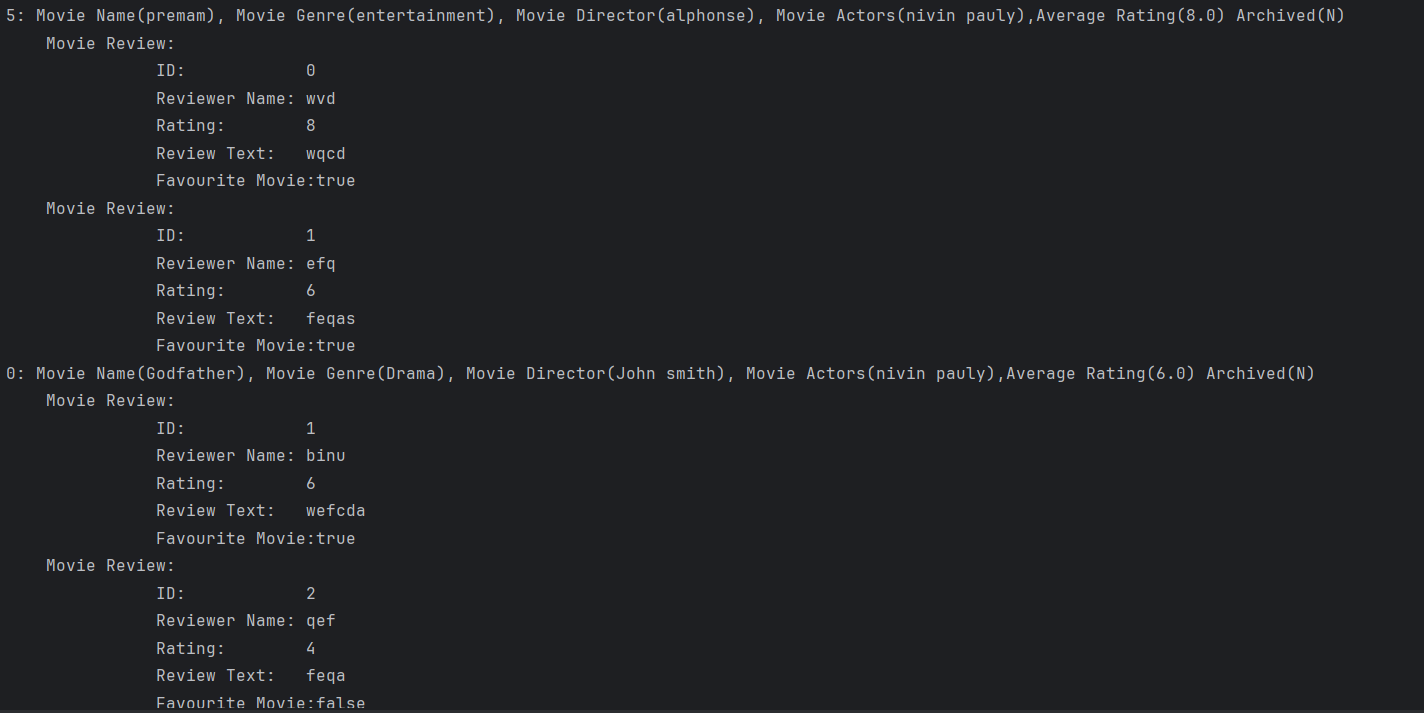 5: Movie Name(premam), Movie Genre(entertainment), Movie Director(alphonse), Movie Actors(nivin pauly),Average Rating(8.0) Archived(N)
Movie Review:
ID: 0
Reviewer Name: wvd
Rating: 8
Review Text: wqcd
Favourite Movie:true
Movie Review:
ID: 1
Reviewer Name: efq
Rating: 6
Review Text: feqas
Favourite Movie:true
0: Movie Name(Godfather), Movie Genre(Drama), Movie Director(John smith), Movie Actors(nivin pauly),Average Rating(6.0) Archived(N)
Movie Review:
ID: 1
Reviewer Name: binu
Rating: 6
Review Text: wefcda
Favourite Movie:true
Movie Review:
ID: 2
Reviewer Name: qef
Rating: 4
Review Text: feqa
Favourite Movie:false